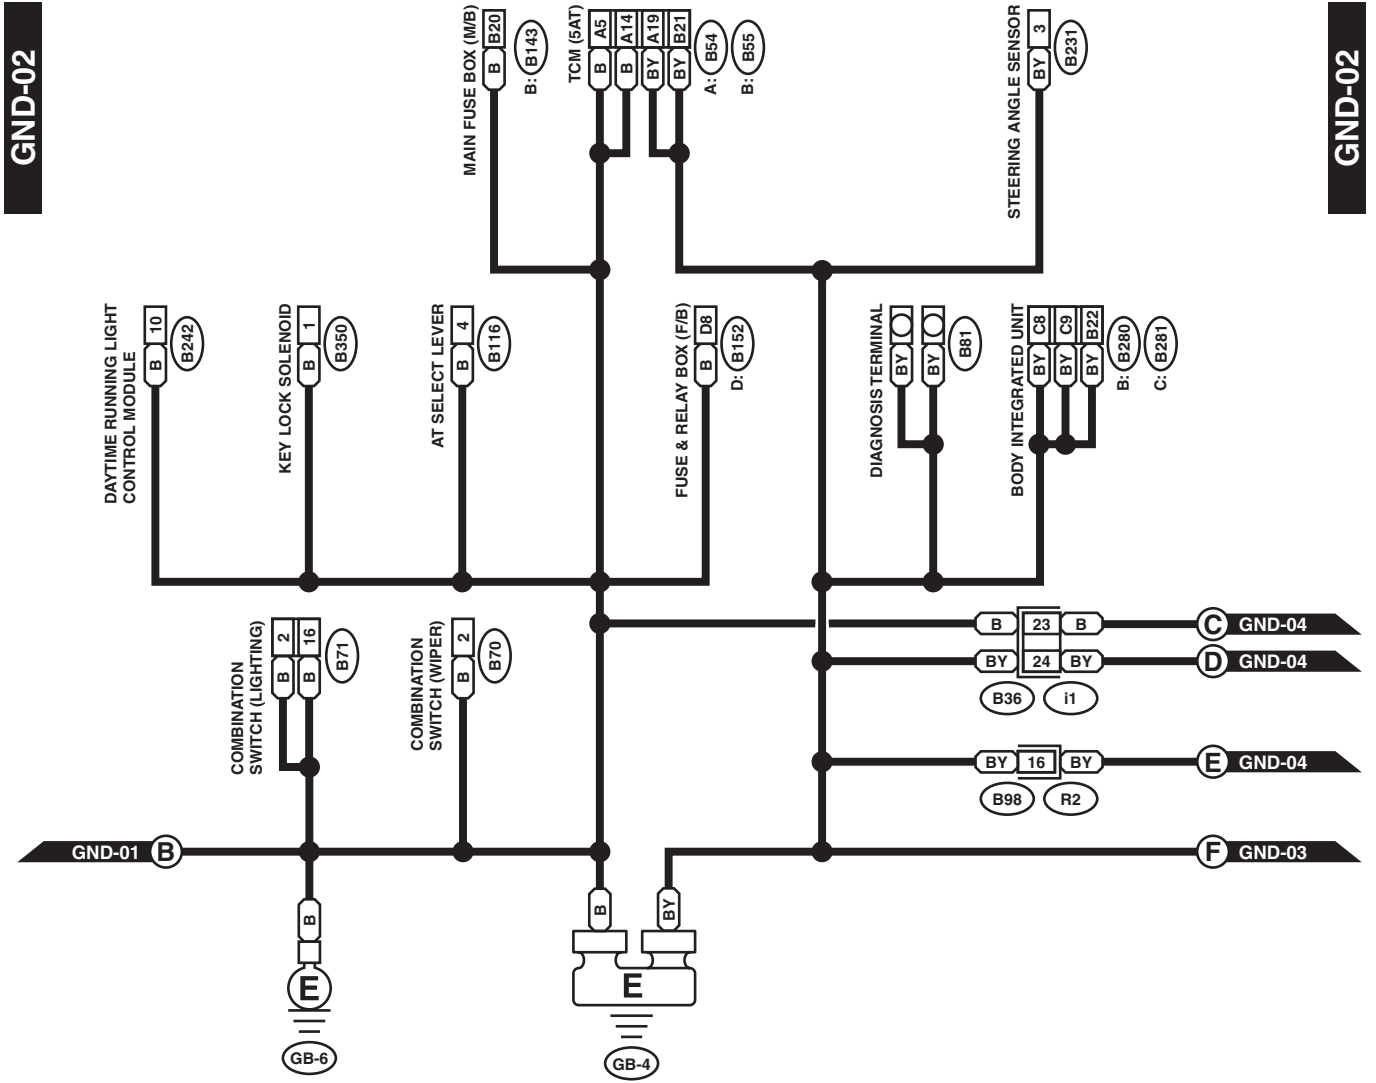 GND-02
GND-02
MAIN FUSE BOX (M/B)
B20
B
B: B143
TCM (5AT)
A5 A14 A19 B21
B B BY BY
A: B54
B: B55
STEERING ANGLE SENSOR
3
BY
B231
DAYTIME RUNNING LIGHT
CONTROL MODULE
10
B
B242
KEY LOCK SOLENOID
1
B
B350
AT SELECT LEVER
4
B
B116
FUSE & RELAY BOX (F/B)
D8
B
D: B152
DIAGNOSIS TERMINAL
BY BY
B81
BODY INTEGRATED UNIT
C8 C9 B22
BY BY BY
B: B280
C: B281
COMBINATION
SWITCH (LIGHTING)
2 16
B B
B71
COMBINATION
SWITCH (WIPER)
2
B
B70
B 23 B C GND-04
BY 24 BY D GND-04
B36 i1
BY 16 BY E GND-04
B98 R2
GND-01 B
F GND-03
B
B BY
E
E
GB-6
GB-4